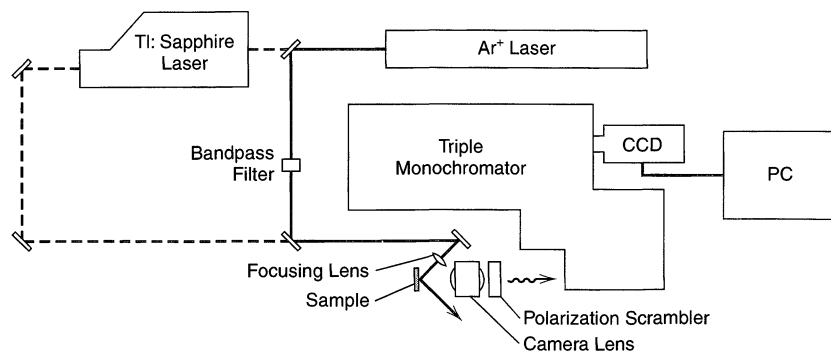 TI: Sapphire
Laser
Ar⁺ Laser
Bandpass
Filter
Triple
Monochromator
CCD
PC
Focusing Lens
Sample
Polarization Scrambler
Camera Lens